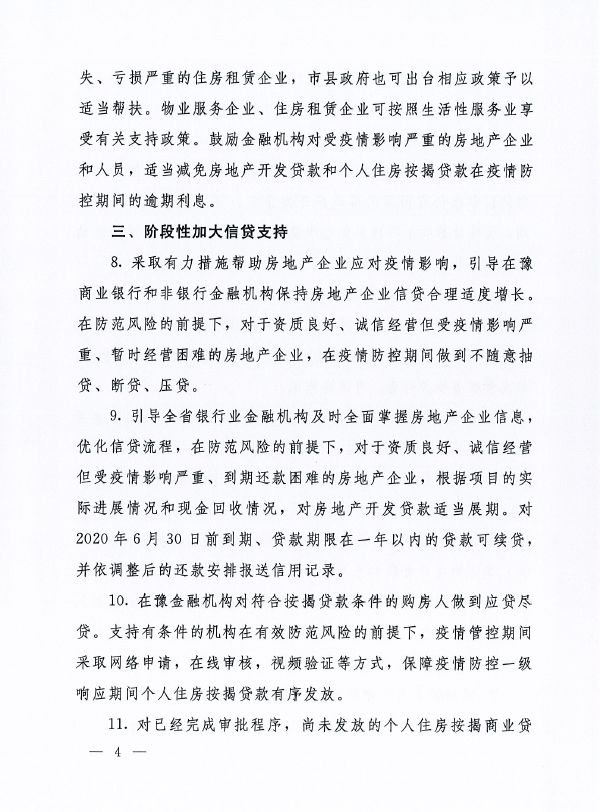 失、亏损严重的住房租赁企业，市县政府也可出台相应政策予以
适当帮扶。物业服务企业、住房租赁企业可按照生活性服务业享
受有关支持政策。鼓励金融机构对受疫情影响严重的房地产企业
和人员，适当减免房地产开发贷款和个人住房按揭贷款在疫情防
控期间的逾期利息。
三、阶段性加大信贷支持
8. 采取有力措施帮助房地产企业应对疫情影响，引导在豫
商业银行和非银行金融机构保持房地产企业信贷合理适度增长。
在防范风险的前提下，对于资质良好、诚信经营但受疫情影响严
重、暂时经营困难的房地产企业，在疫情防控期间做到不随意抽
贷、断贷、压贷。
9. 引导全省银行业金融机构及时全面掌握房地产企业信息，
优化信贷流程，在防范风险的前提下，对于资质良好、诚信经营
但受疫情影响严重、到期还款困难的房地产企业，根据项目的实
际进展情况和现金回收情况，对房地产开发贷款适当展期。对
2020 年 6 月 30 日前到期、贷款期限在一年以内的贷款可续贷，
并依调整后的还款安排报送信用记录。
10. 在豫金融机构对符合按揭贷款条件的购房人做到应贷尽
贷。支持有条件的机构在有效防范风险的前提下，疫情管控期间
采取网络申请，在线审核，视频验证等方式，保障疫情防控一级
响应期间个人住房按揭贷款有序发放。
11. 对已经完成审批程序，尚未发放的个人住房按揭商业贷
— 4 —